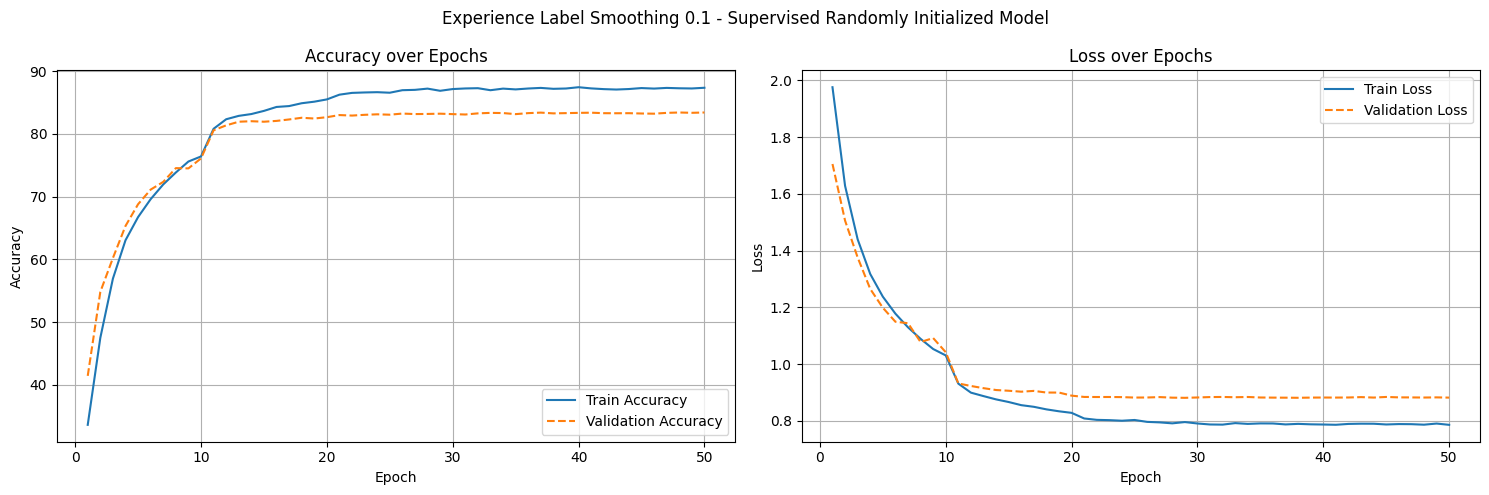 Experience Label Smoothing 0.1 - Supervised Randomly Initialized Model
Accuracy over Epochs
90
80
70
60
50
40
Accuracy
0 10 20 30 40 50
Epoch
Train Accuracy
Validation Accuracy
Loss over Epochs
2.0
1.8
1.6
1.4
1.2
1.0
0.8
Loss
0 10 20 30 40 50
Epoch
Train Loss
Validation Loss